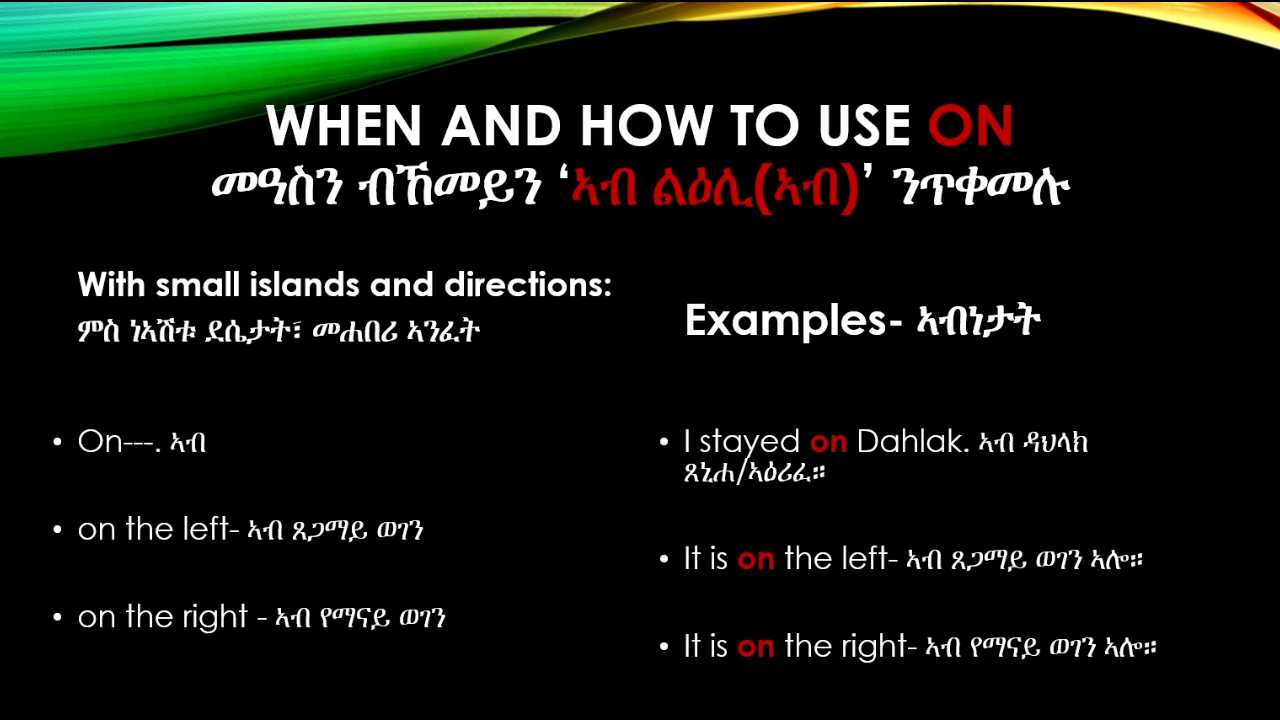 WHEN AND HOW TO USE ON
መዓስን ብኸመይን ‘ኣብ ልዕሊ(ኣብ)’ ንጥቀመሉ
With small islands and directions:
ምስ ነኣሽቱ ደሴታት፣ መሐበሪ ኣንፈት
• On---. ኣብ
• on the left- ኣብ ጸጋማይ ወገን
• on the right - ኣብ የማናይ ወገን
Examples- ኣብነታት
• I stayed on Dahlak. ኣብ ዳህላክ
ጸኒሐ/ኣዕሪፈ።
• It is on the left- ኣብ ጸጋማይ ወገን ኣሎ።
• It is on the right- ኣብ የማናይ ወገን ኣሎ።